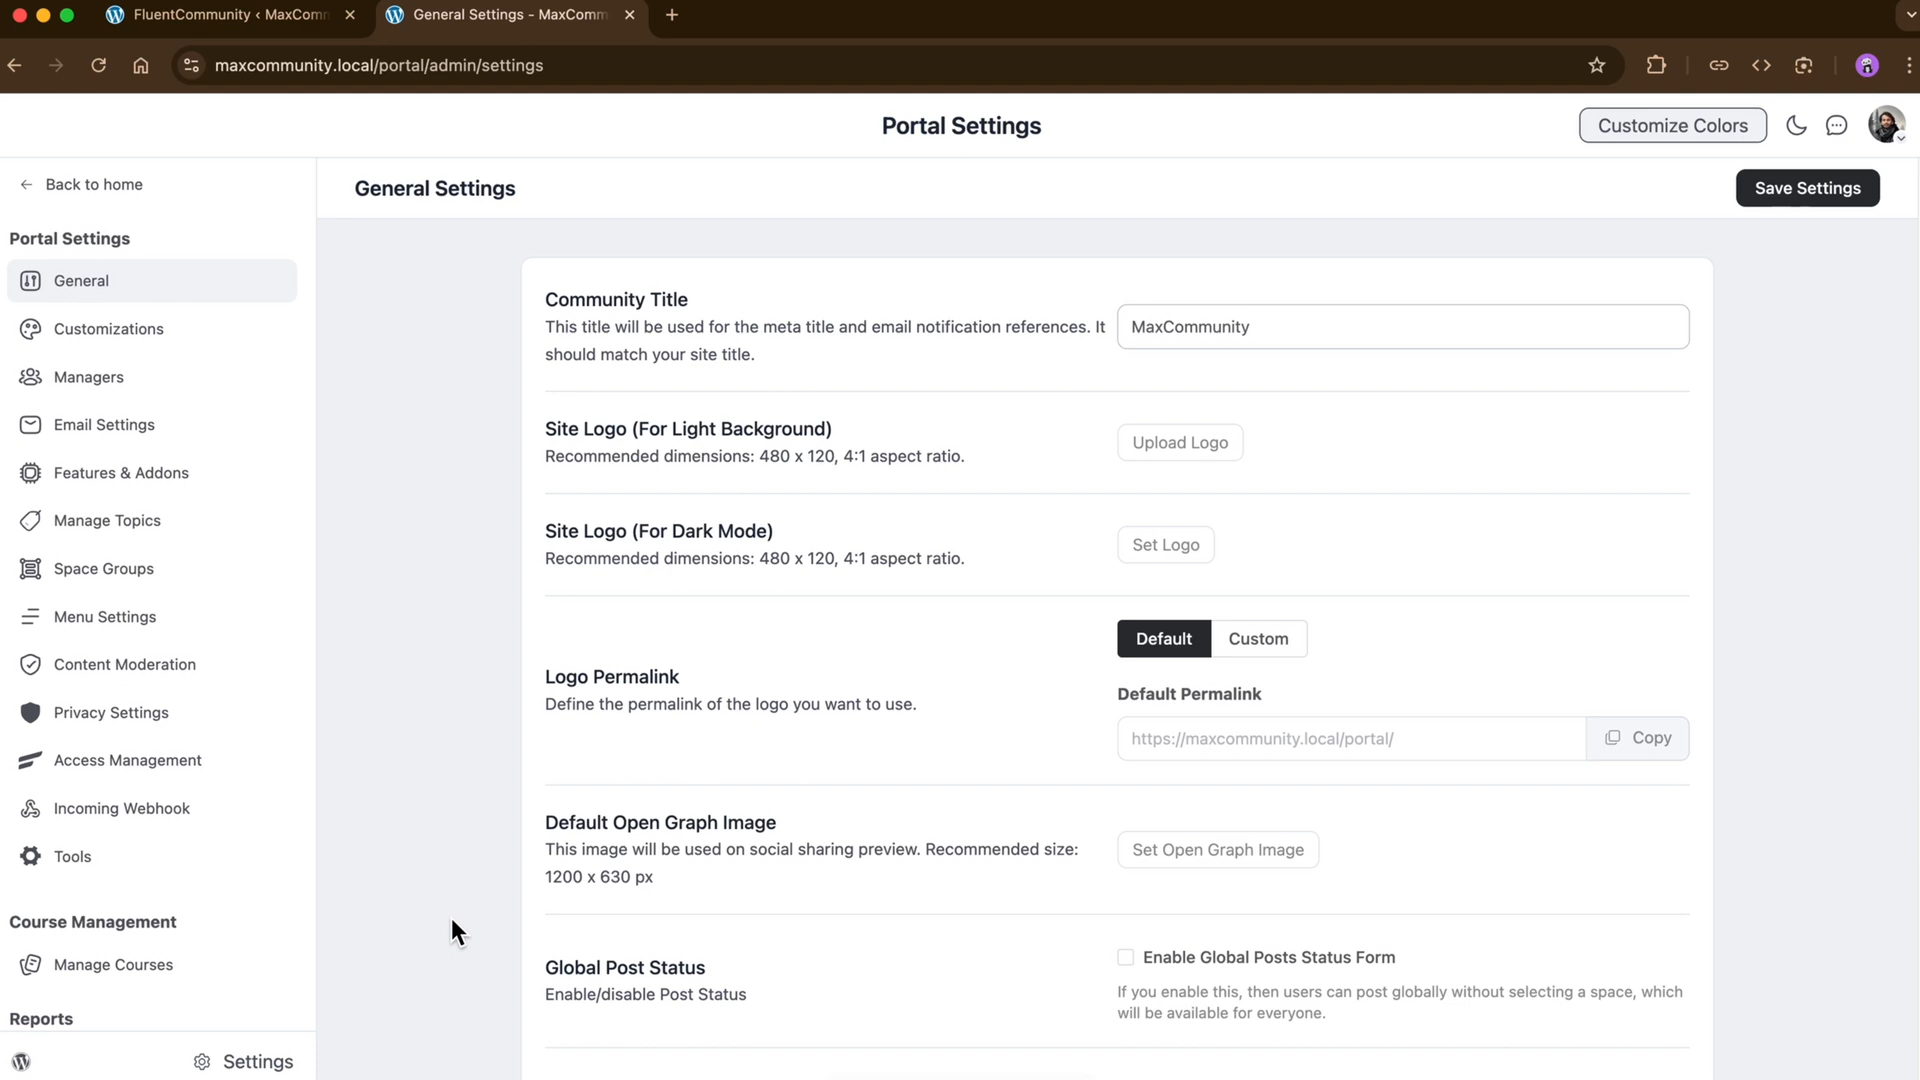 FluentCommunity ‹ MaxComm
General Settings - MaxComm
maxcommunity.local/portal/admin/settings
Portal Settings
Customize Colors
Back to home
General Settings
Save Settings
Portal Settings
General
Customizations
Managers
Email Settings
Features & Addons
Manage Topics
Space Groups
Menu Settings
Content Moderation
Privacy Settings
Access Management
Incoming Webhook
Tools
Course Management
Manage Courses
Reports
Settings
Community Title
This title will be used for the meta title and email notification references. It
should match your site title.
MaxCommunity
Site Logo (For Light Background)
Recommended dimensions: 480 x 120, 4:1 aspect ratio.
Upload Logo
Site Logo (For Dark Mode)
Recommended dimensions: 480 x 120, 4:1 aspect ratio.
Set Logo
Logo Permalink
Define the permalink of the logo you want to use.
Default
Custom
Default Permalink
https://maxcommunity.local/portal/
Copy
Default Open Graph Image
This image will be used on social sharing preview. Recommended size:
1200 x 630 px
Set Open Graph Image
Global Post Status
Enable/disable Post Status
Enable Global Posts Status Form
If you enable this, then users can post globally without selecting a space, which
will be available for everyone.